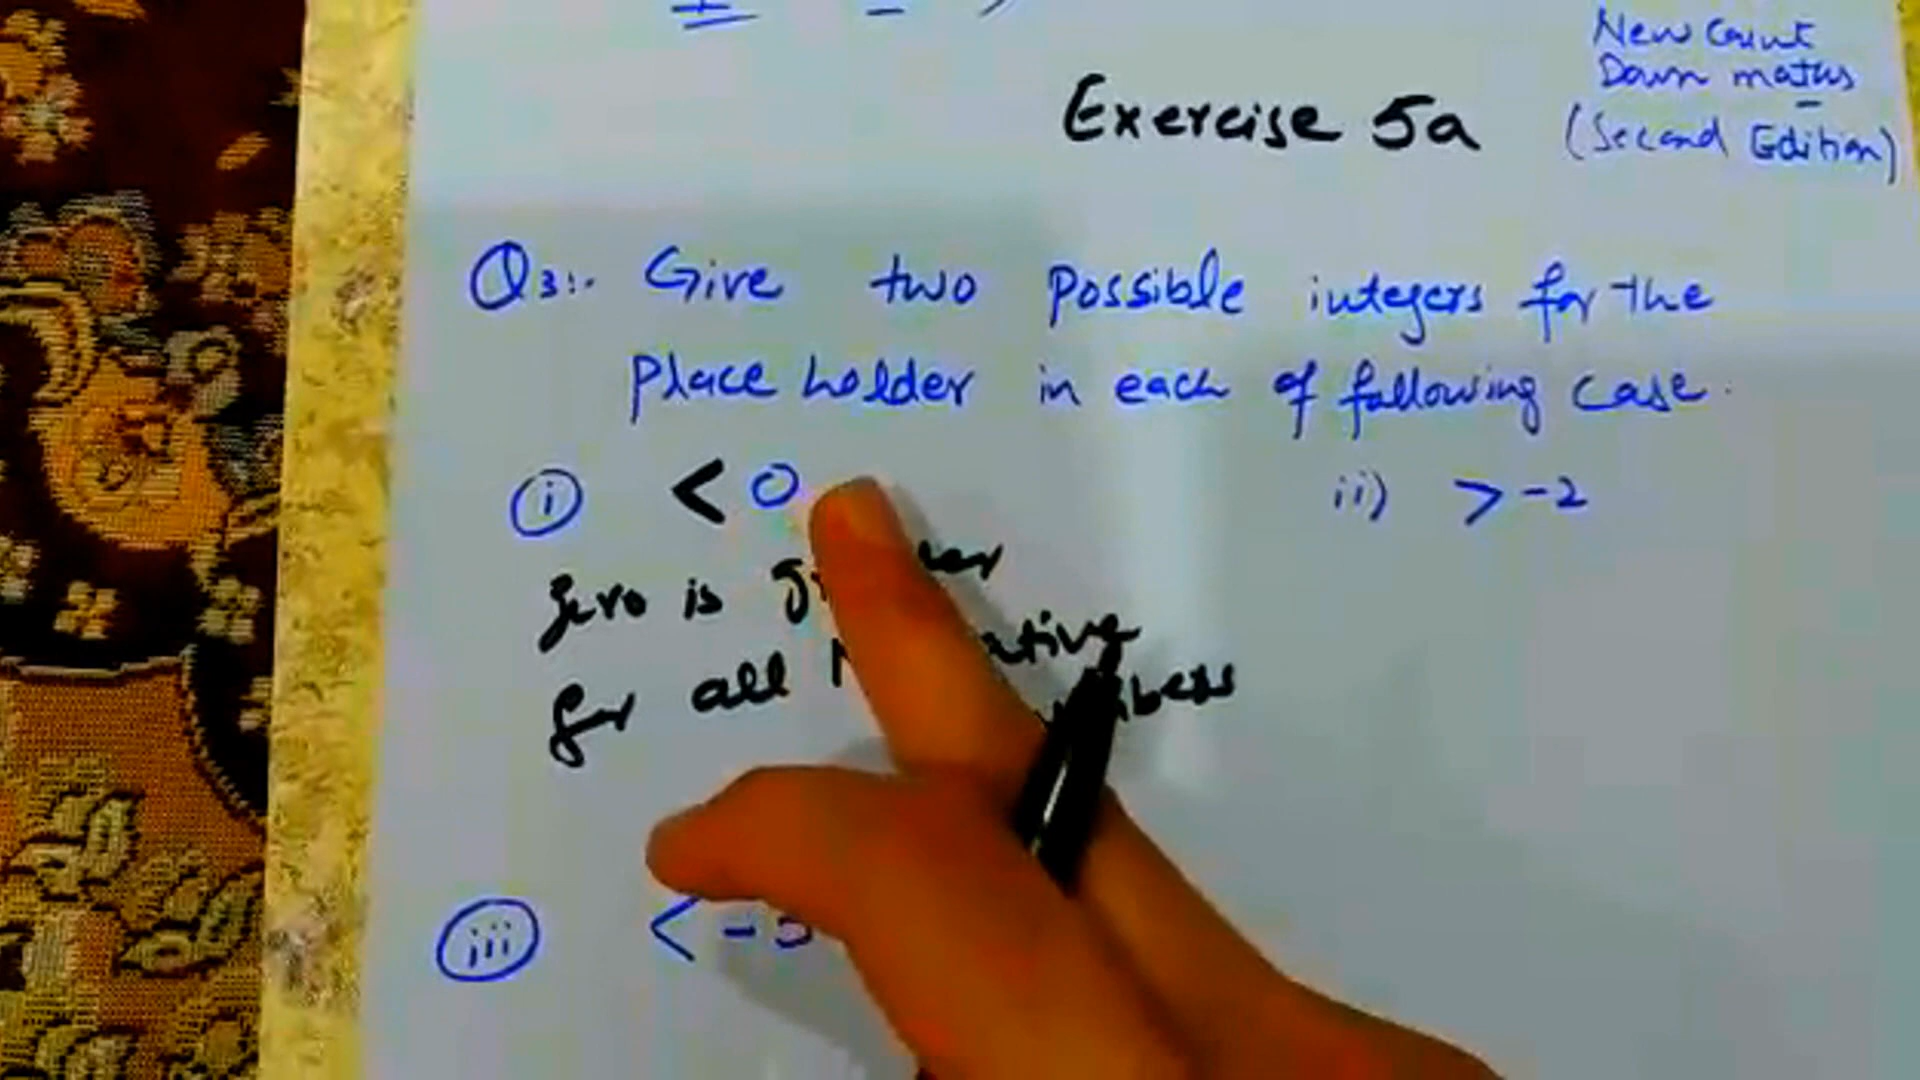 New Count
Down maths
(Second Edition)
Exercise 5a
Q3:. Give two possible integers for the
place holder in each of following case.
i < 0
ii) > -2
Zero is
for all
iii <